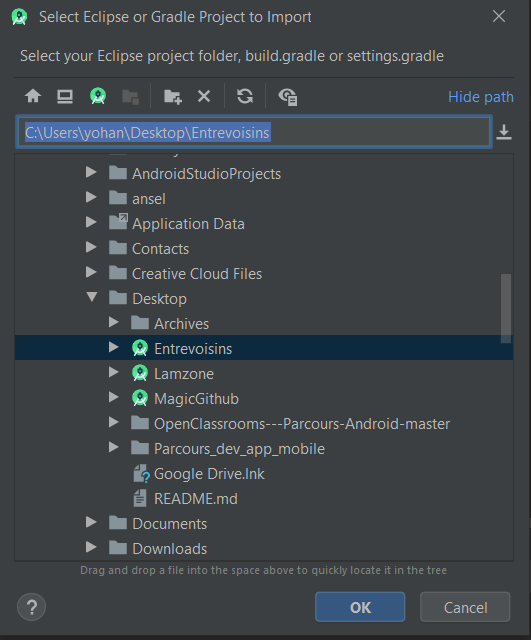 Select Eclipse or Gradle Project to Import
Select your Eclipse project folder, build.gradle or settings.gradle
Hide path
C:\Users\yohan\Desktop\Entrevoisins
AndroidStudioProjects
ansel
Application Data
Contacts
Creative Cloud Files
Desktop
Archives
Entrevoisins
Lamzone
MagicGithub
OpenClassrooms---Parcours-Android-master
Parcours_dev_app_mobile
Google Drive.lnk
README.md
Documents
Downloads
Drag and drop a file into the space above to quickly locate it in the tree
?
OK
Cancel